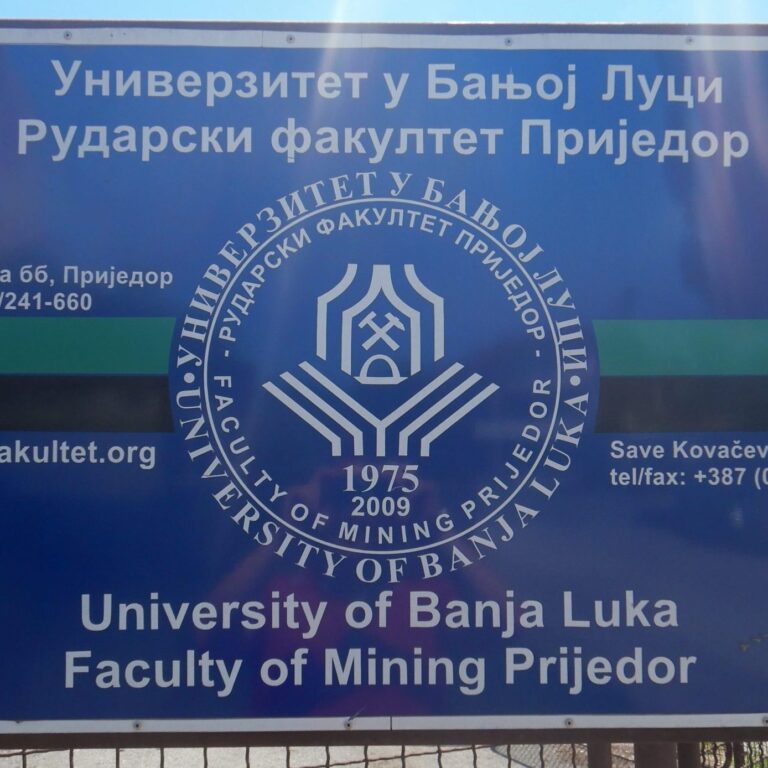 Универзитет у Бањој Луци
Рударски факултет Приједор
УНИВЕРЗИТЕТ У БАЊОЈ ЛУЦИ
РУДАРСКИ ФАКУЛТЕТ ПРИЈЕДОР
а бб, Приједор
/241-660
akultet.org
1975
2009
FACULTY OF MINING PRIJEDOR
UNIVERSITY OF BANJA LUKA
Save Kovačev
tel/fax: +387 (0
University of Banja Luka
Faculty of Mining Prijedor